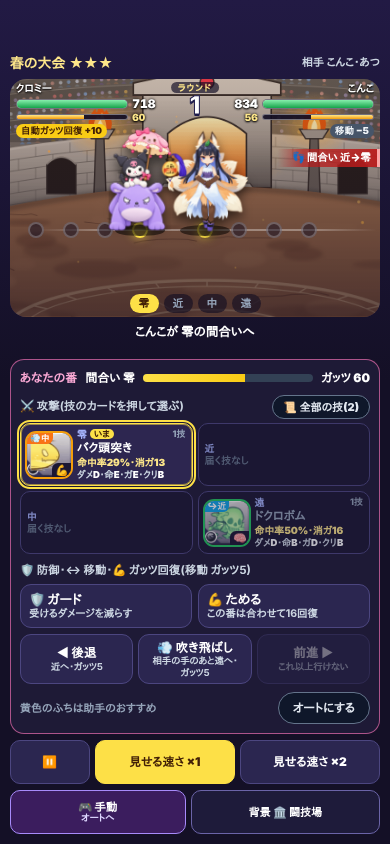 春の大会 ★★★
相手 こんこ・あつ
クロミー
ラウンド
こんこ
718
1
834
60
56
自動ガッツ回復 +10
移動 −5
👣 間合い 近→零
零 近 中 遠
こんこが 零の間合いへ
あなたの番 間合い 零 ガッツ 60
⚔️ 攻撃(技のカードを押して選ぶ)
📜 全部の技(2)
💨中
零 いま 1技
バク頭突き
命中率29%・消ガ13
ダメD・命E・ガE・クリB
近
届く技なし
中
届く技なし
↪近
遠 1技
ドクロボム
命中率50%・消ガ16
ダメD・命B・ガD・クリB
🛡️ 防御・↔ 移動・💪 ガッツ回復(移動 ガッツ5)
🛡️ ガード
受けるダメージを減らす
💪 ためる
この番は合わせて16回復
◀ 後退
近へ・ガッツ5
💨 吹き飛ばし
相手の手のあと遠へ・
ガッツ5
前進 ▶
これ以上行けない
黄色のふちは助手のおすすめ
オートにする
⏸️
見せる速さ ×1
見せる速さ ×2
🎮 手動
オートへ
背景 🏛️ 闘技場